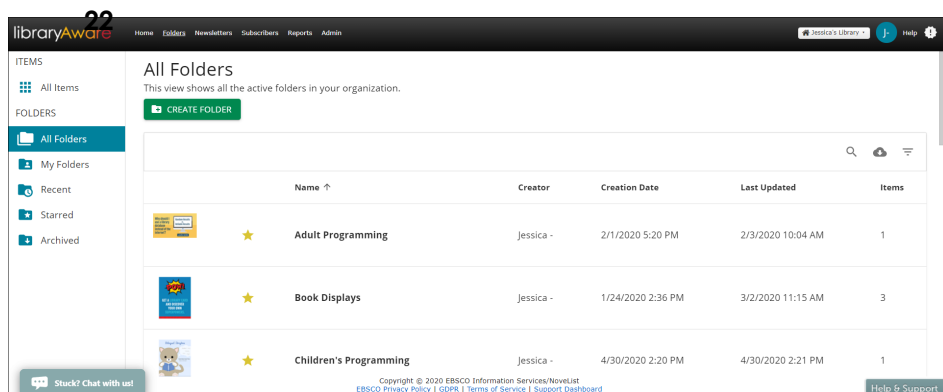 22
libraryAware
Home Folders Newsletters Subscribers Reports Admin
Jessica's Library
J-
Help
ITEMS
All Items
FOLDERS
All Folders
My Folders
Recent
Starred
Archived
All Folders
This view shows all the active folders in your organization.
CREATE FOLDER
Name ↑ Creator Creation Date Last Updated Items
Adult Programming Jessica - 2/1/2020 5:20 PM 2/3/2020 10:04 AM 1
Book Displays Jessica - 1/24/2020 2:36 PM 3/2/2020 11:15 AM 3
Children's Programming Jessica - 4/30/2020 2:20 PM 4/30/2020 2:21 PM 1
Copyright © 2020 EBSCO Information Services/NoveList
EBSCO Privacy Policy | GDPR | Terms of Service | Support Dashboard
Stuck? Chat with us!
Help & Support